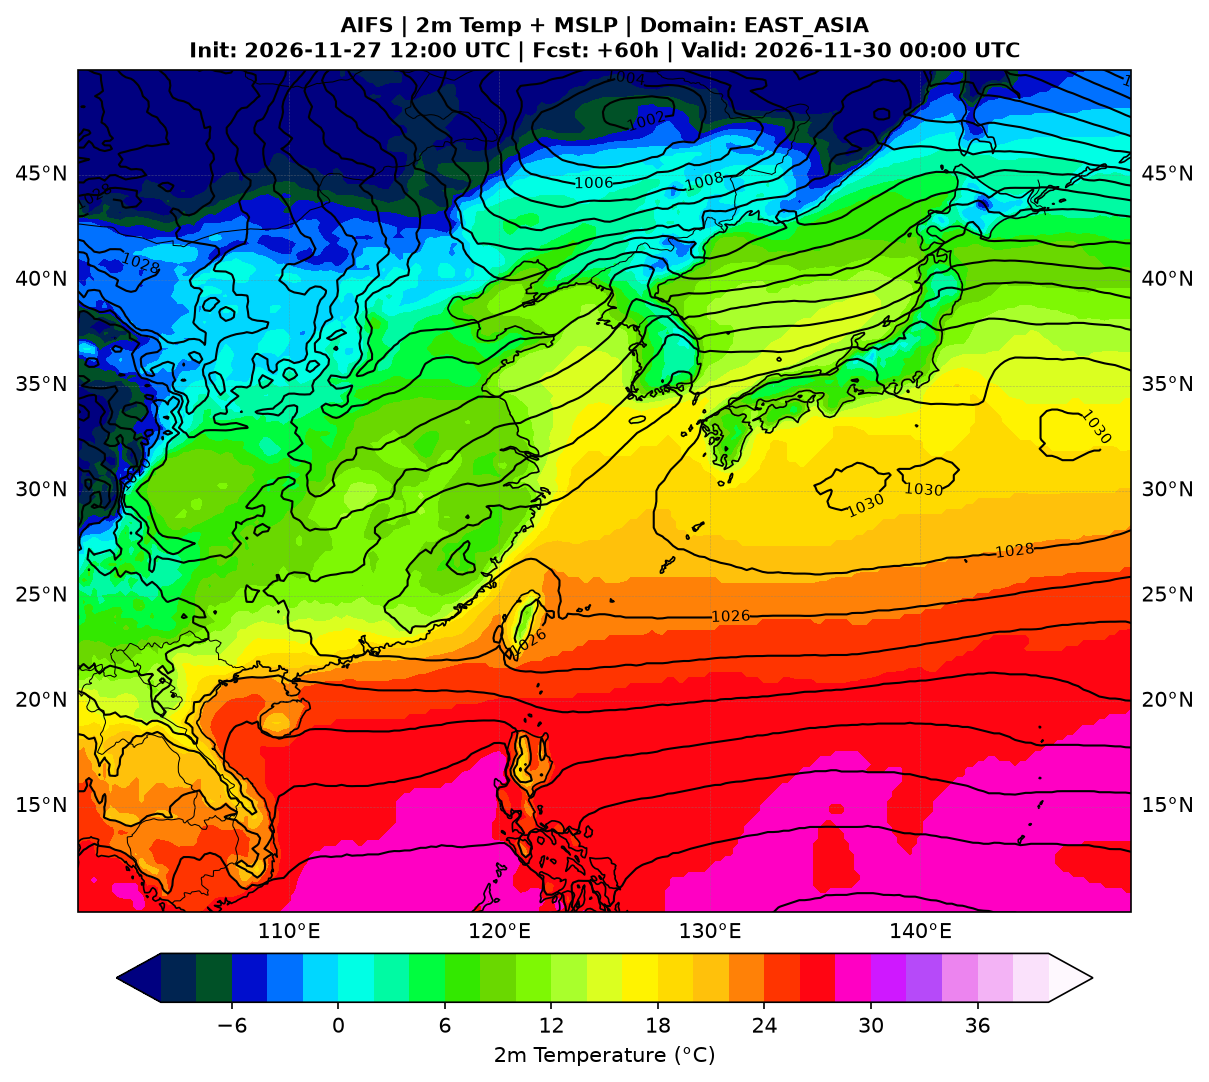 AIFS | 2m Temp + MSLP | Domain: EAST_ASIA
Init: 2026-11-27 12:00 UTC | Fcst: +60h | Valid: 2026-11-30 00:00 UTC
1004
1002
1006
1008
45°N
45°N
1028
40°N
40°N
35°N
35°N
1030
1020
30°N
1030
1030
30°N
1028
25°N
1026
25°N
1026
20°N
20°N
15°N
15°N
110°E
120°E
130°E
140°E
−6
0
6
12
18
24
30
36
2m Temperature (°C)